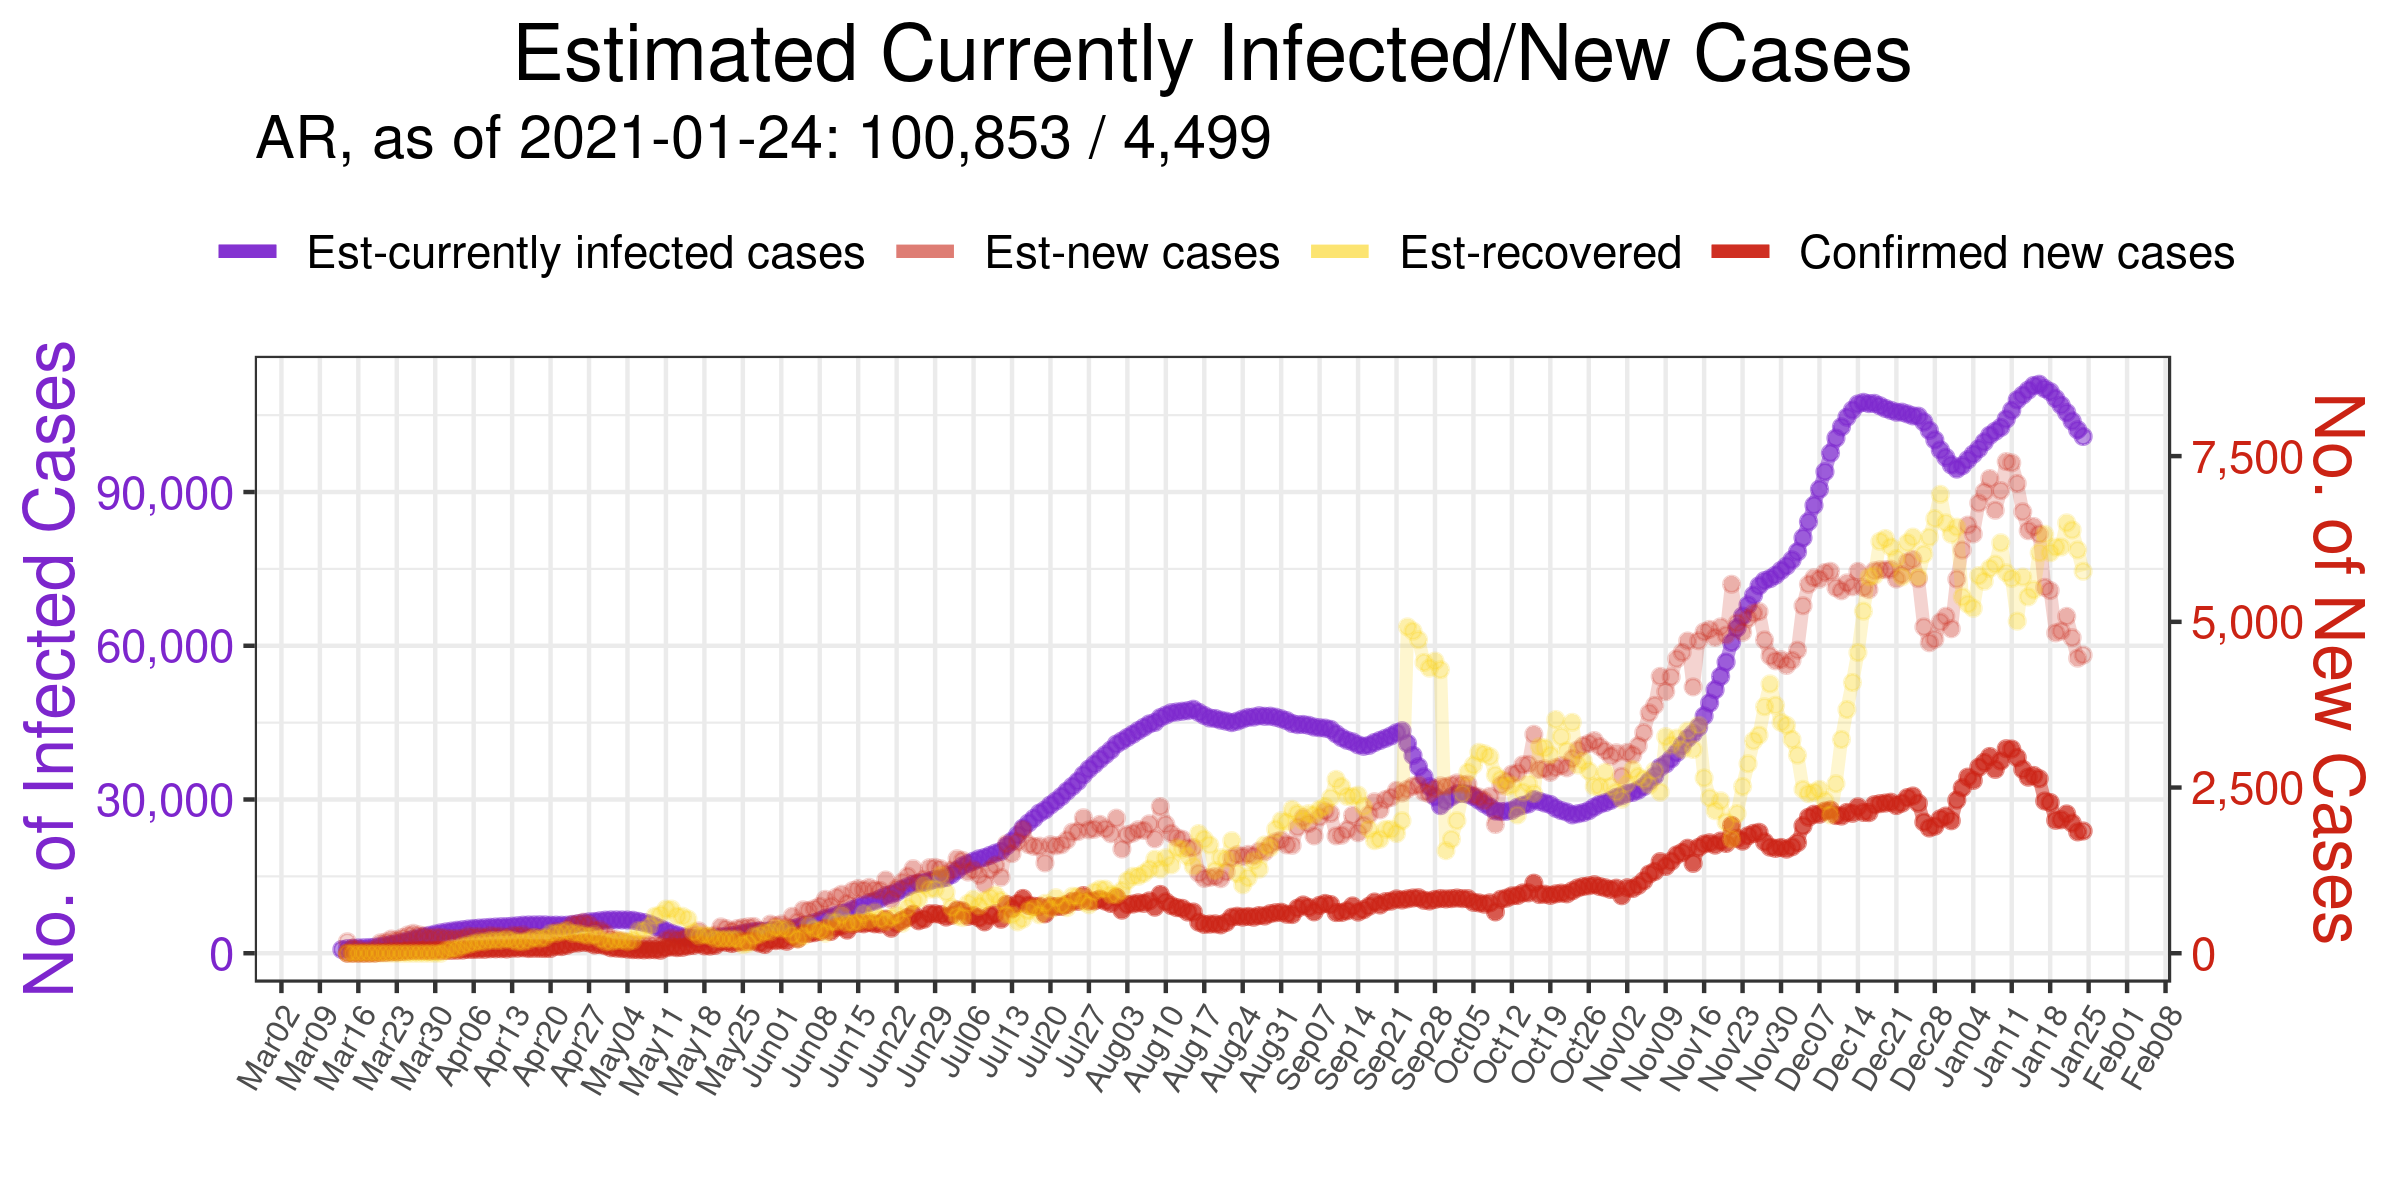 Estimated Currently Infected/New Cases
AR, as of 2021-01-24: 100,853 / 4,499
Est-currently infected cases
Est-new cases
Est-recovered
Confirmed new cases
No. of Infected Cases
90,000
60,000
30,000
0
7,500
5,000
2,500
0
No. of New Cases
Mar02
Mar09
Mar16
Mar23
Mar30
Apr06
Apr13
Apr20
Apr27
May04
May11
May18
May25
Jun01
Jun08
Jun15
Jun22
Jun29
Jul06
Jul13
Jul20
Jul27
Aug03
Aug10
Aug17
Aug24
Aug31
Sep07
Sep14
Sep21
Sep28
Oct05
Oct12
Oct19
Oct26
Nov02
Nov09
Nov16
Nov23
Nov30
Dec07
Dec14
Dec21
Dec28
Jan04
Jan11
Jan18
Jan25
Feb01
Feb08